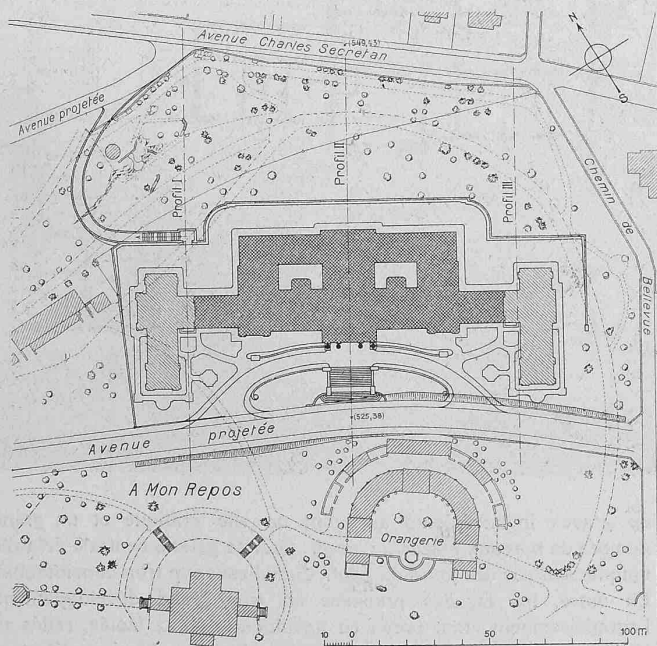 Avenue Charles Secretan
(549,43)
N
S
Avenue projetée
Profil I
Profil II
Profil III
Chemin de
Bellevue
(525,38)
Avenue projetée
A Mon Repos
Orangerie
10 0 50 100 m